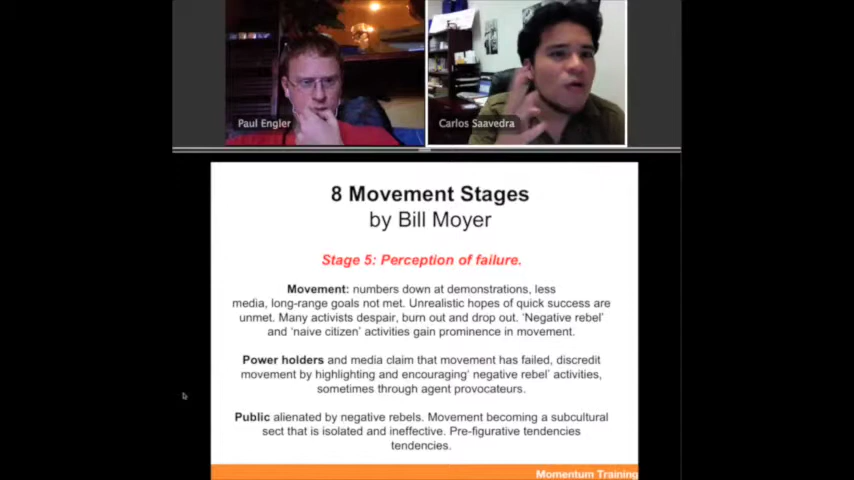 Paul Engler
Carlos Saavedra
8 Movement Stages
by Bill Moyer
Stage 5: Perception of failure.
Movement: numbers down at demonstrations, less
media, long-range goals not met. Unrealistic hopes of quick success are
unmet. Many activists despair, burn out and drop out. 'Negative rebel'
and 'naive citizen' activities gain prominence in movement.
Power holders and media claim that movement has failed, discredit
movement by highlighting and encouraging' negative rebel' activities,
sometimes through agent provocateurs.
Public alienated by negative rebels. Movement becoming a subcultural
sect that is isolated and ineffective. Pre-figurative tendencies
tendencies.
Momentum Training